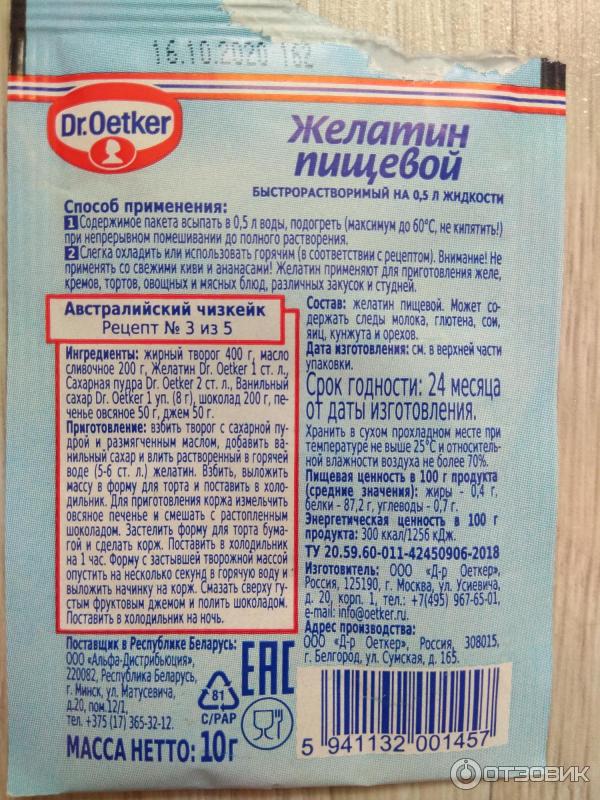 16.10.2020 162
Dr.Oetker
Желатин
пищевой
БЫСТРОРАСТВОРИМЫЙ НА 0,5 Л ЖИДКОСТИ
Способ применения:
1 Содержимое пакета всыпать в 0,5 л воды, подогреть (максимум до 60°С, не кипятить!)
при непрерывном помешивании до полного растворения.
2 Слегка охладить или использовать горячим (в соответствии с рецептом). Внимание! Не
применять со свежими киви и ананасами! Желатин применяют для приготовления желе,
кремов, тортов, овощных и мясных блюд, различных закусок и студней.
Австралийский чизкейк
Рецепт № 3 из 5
Ингредиенты: жирный творог 400 г, масло
сливочное 200 г, Желатин Dr. Oetker 1 ст. л.,
Сахарная пудра Dr. Oetker 2 ст. л., Ванильный
сахар Dr. Oetker 1 уп. (8 г), шоколад 200 г, пе-
ченье овсяное 50 г, джем 50 г.
Приготовление: взбить творог с сахарной пу-
дрой и размягченным маслом, добавить ва-
нильный сахар и влить растворенный в горячей
воде (5-6 ст. л.) желатин. Взбить, выложить
массу в форму для торта и поставить в холо-
дильник. Для приготовления коржа измельчить
овсяное печенье и смешать с растопленным
шоколадом. Застелить форму для торта бума-
гой и сделать корж. Поставить в холодильник
на 1 час. Форму с застывшей творожной массой
опустить на несколько секунд в горячую воду и
выложить начинку на корж. Смазать сверху гу-
стым фруктовым джемом и полить шоколадом.
Поставить в холодильник на ночь.
Состав: желатин пищевой. Может со-
держать следы молока, глютена, сои,
яиц, кунжута и орехов.
Дата изготовления: см. в верхней части
упаковки.
Срок годности: 24 месяца
от даты изготовления.
Хранить в сухом прохладном месте при
температуре не выше 25°С и относитель-
ной влажности воздуха не более 70%.
Пищевая ценность в 100 г продукта
(средние значения): жиры - 0,4 г,
белки - 87,2 г, углеводы - 0,7 г.
Энергетическая ценность в 100 г
продукта: 300 ккал/1256 кДж.
ТУ 20.59.60-011-42450906-2018
Изготовитель: ООО «Д-р Оеткер»,
Россия, 125190, г. Москва, ул. Усиевича,
д. 20, корп. 1, тел.: +7(495) 967-65-01,
e-mail: info@oetker.ru.
Адрес производства:
ООО «Д-р Оеткер», Россия, 308015,
г. Белгород, ул. Сумская, д. 165.
Поставщик в Республике Беларусь:
ООО «Альфа-Дистрибьюция»,
220082, Республика Беларусь,
г. Минск, ул. Матусевича,
д.20, пом.12/1,
тел. +375 (17) 365-32-12.
81
C/PAP
EAC
МАССА НЕТТО: 10 г
5 941132 001457
ОТЗОВИК